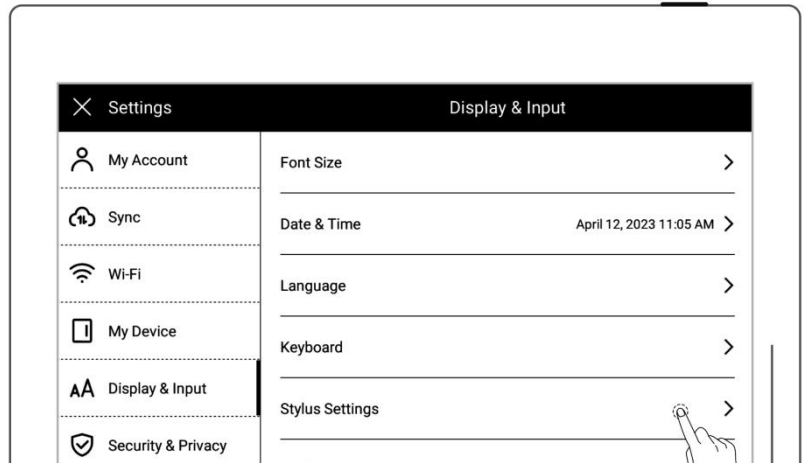 Settings
Display & Input
My Account
Sync
Wi-Fi
My Device
Display & Input
Security & Privacy
Font Size
Date & Time April 12, 2023 11:05 AM
Language
Keyboard
Stylus Settings